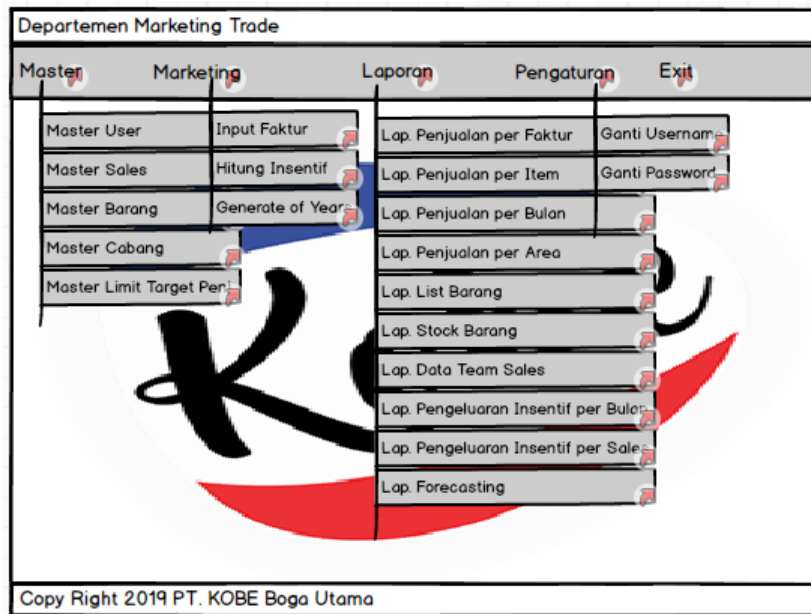 Departemen Marketing Trade
Master Marketing Laporan Pengaturan Exit
Master User
Master Sales
Master Barang
Master Cabang
Master Limit Target Penj
Input Faktur
Hitung Insentif
Generate of Years
Lap. Penjualan per Faktur
Lap. Penjualan per Item
Lap. Penjualan per Bulan
Lap. Penjualan per Area
Lap. List Barang
Lap. Stock Barang
Lap. Data Team Sales
Lap. Pengeluaran Insentif per Bulan
Lap. Pengeluaran Insentif per Sales
Lap. Forecasting
Ganti Username
Ganti Password
Copy Right 2019 PT. KOBE Boga Utama